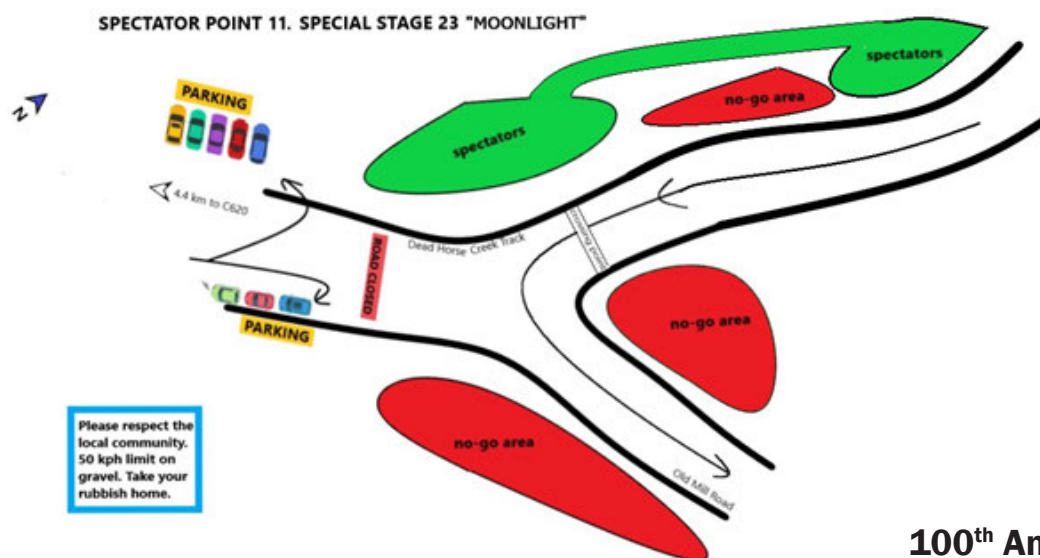 SPECTATOR POINT 11. SPECIAL STAGE 23 "MOONLIGHT"
N
PARKING
spectators
spectators
no-go area
4.4 km to C620
Dead Horse Creek Track
ROAD CLOSED
PARKING
no-go area
no-go area
Old Mill Road
Please respect the
local community.
50 kph limit on
gravel. Take your
rubbish home.
100th An